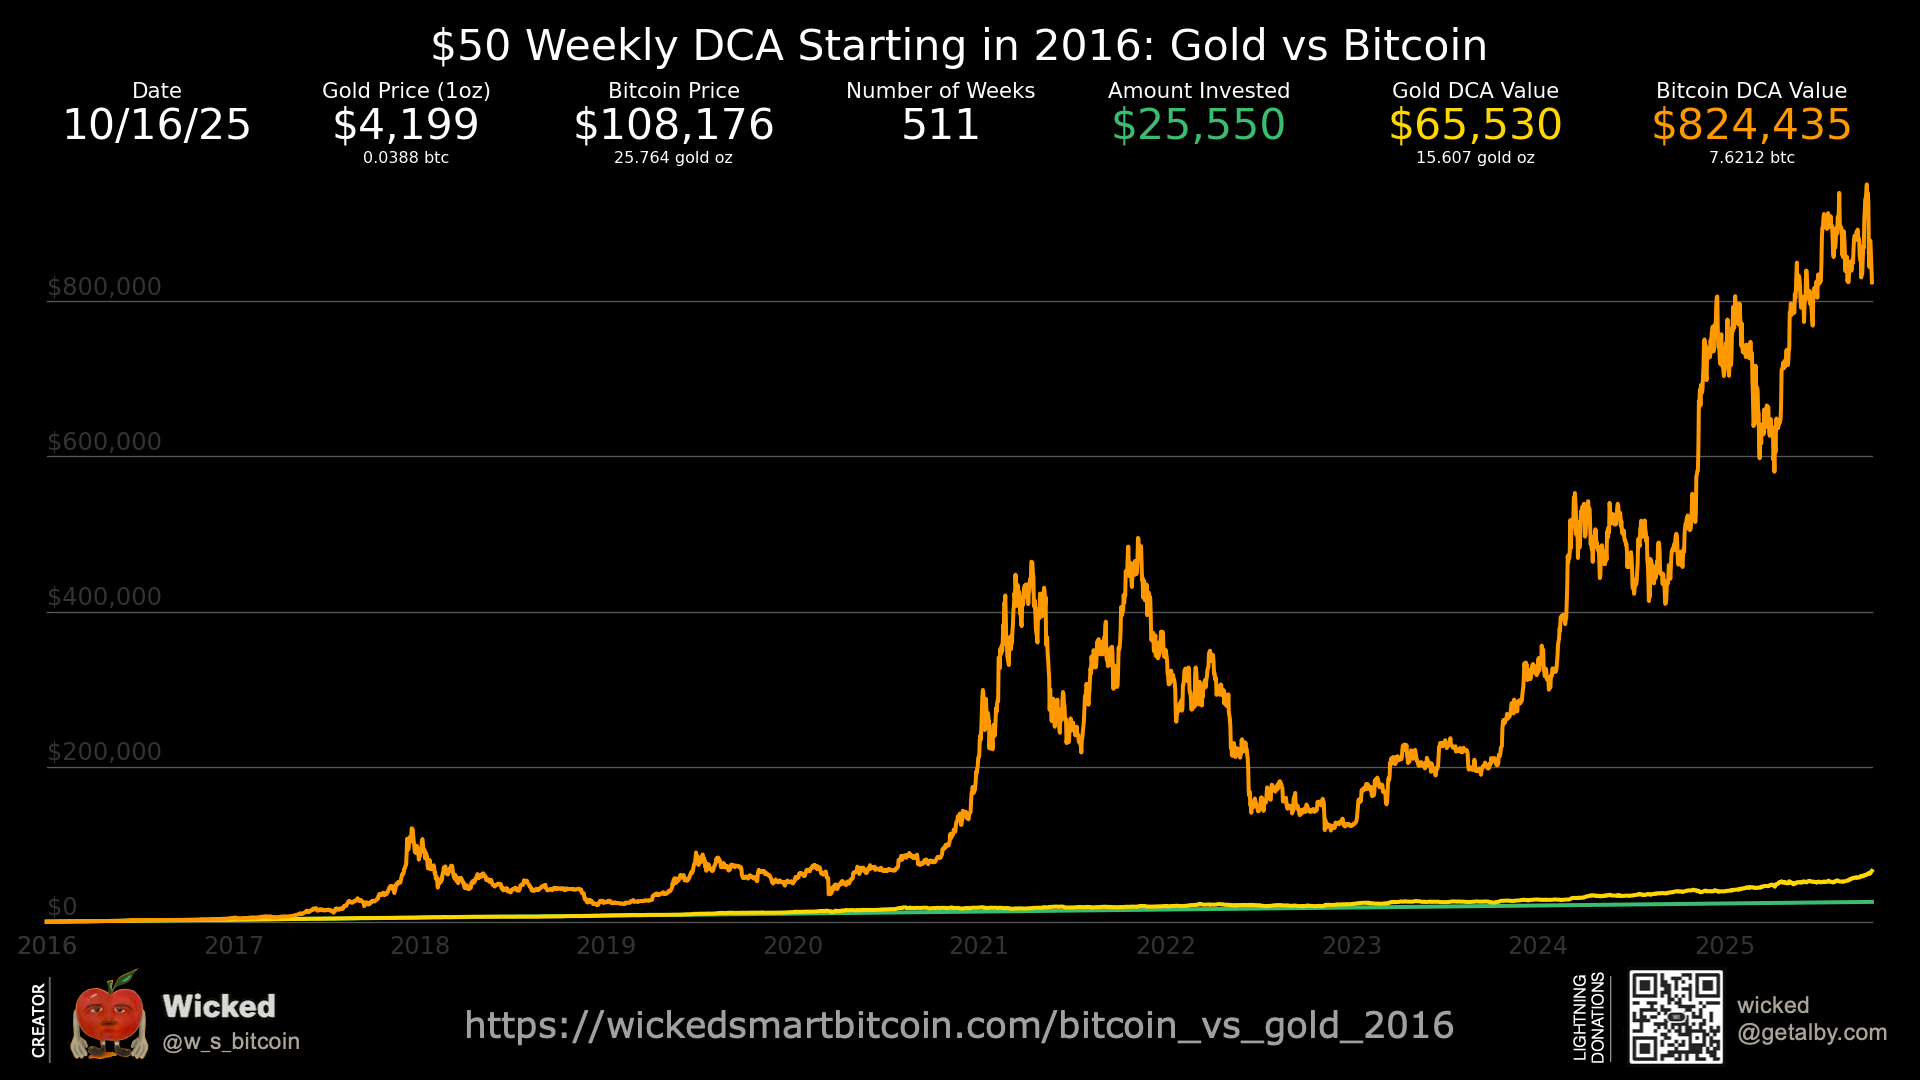 $50 Weekly DCA Starting in 2016: Gold vs Bitcoin
Date
10/16/25
Gold Price (1oz)
$4,199
0.0388 btc
Bitcoin Price
$108,176
25.764 gold oz
Number of Weeks
511
Amount Invested
$25,550
Gold DCA Value
$65,530
15.607 gold oz
Bitcoin DCA Value
$824,435
7.6212 btc
$800,000
$600,000
$400,000
$200,000
$0
2016 2017 2018 2019 2020 2021 2022 2023 2024 2025
CREATOR
Wicked
@w_s_bitcoin
https://wickedsmartbitcoin.com/bitcoin_vs_gold_2016
LIGHTNING
DONATIONS
wicked
@getalby.com